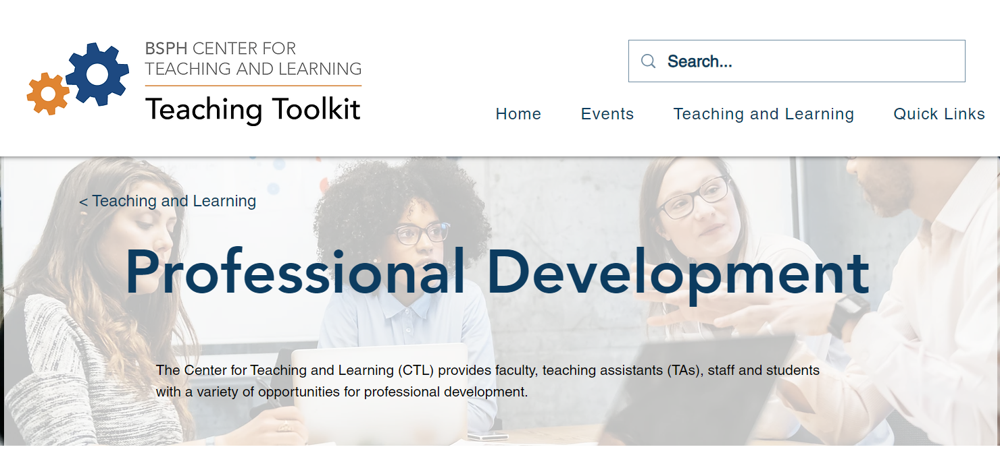 BSPH CENTER FOR
TEACHING AND LEARNING
Teaching Toolkit
Search...
Home Events Teaching and Learning Quick Links
< Teaching and Learning
Professional Development
The Center for Teaching and Learning (CTL) provides faculty, teaching assistants (TAs), staff and students
with a variety of opportunities for professional development.